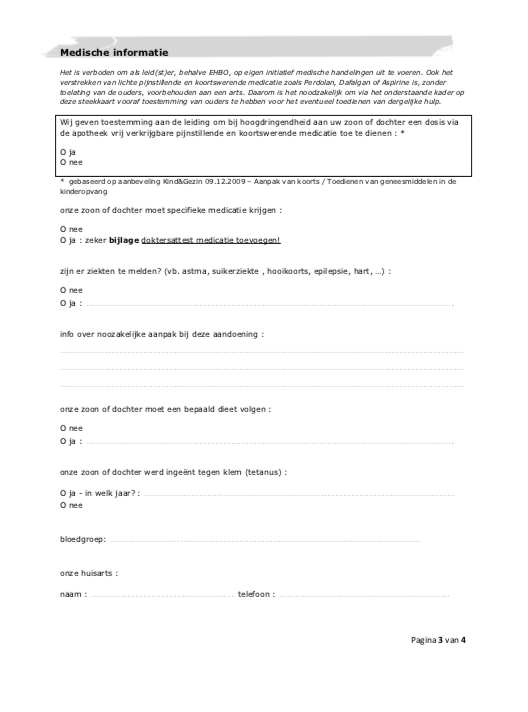 Medische informatie
Het is verboden om als leid(st)er, behalve EHBO, op eigen initiatief medische handelingen uit te voeren. Ook het
verstrekken van lichte pijnstillende en koortswerende medicatie zoals Perdolan, Dafalgan of Aspirine is, zonder
toelating van de ouders, voorbehouden aan een arts. Daarom is het noodzakelijk om via het onderstaande kader op
deze steekkaart vooraf toestemming van ouders te hebben voor het eventueel toedienen van dergelijke hulp.
Wij geven toestemming aan de leiding om bij hoogdringendheid aan uw zoon of dochter een dosis via
de apotheek vrij verkrijgbare pijnstillende en koortswerende medicatie toe te dienen : *
O ja
O nee
* gebaseerd op aanbeveling Kind&Gezin 09.12.2009 – Aanpak van koorts / Toedienen van geneesmiddelen in de
kinderopvang
onze zoon of dochter moet specifieke medicatie krijgen :
O nee
O ja : zeker bijlage doktersattest medicatie toevoegen!
zijn er ziekten te melden? (vb. astma, suikerziekte , hooikoorts, epilepsie, hart, …) :
O nee
O ja : ................................................................
info over noozakelijke aanpak bij deze aandoening :
................................................................
................................................................
................................................................
onze zoon of dochter moet een bepaald dieet volgen :
O nee
O ja : ................................................................
onze zoon of dochter werd ingeënt tegen klem (tetanus) :
O ja - in welk jaar? : ................................................................
O nee
bloedgroep: ................................................................
onze huisarts :
naam : ................................ telefoon : ................................
Pagina 3 van 4